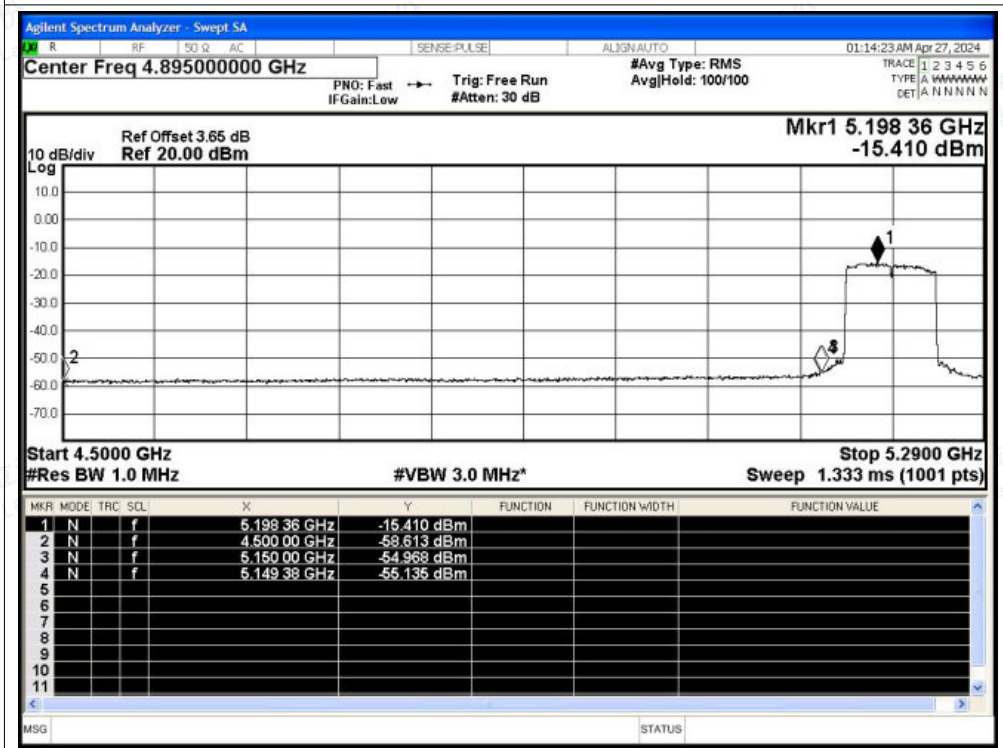 Agilent Spectrum Analyzer - Swept SA
LXI R RF 50 Ω AC SENSE:PULSE ALIGNAUTO 01:14:23 AM Apr 27, 2024
Center Freq 4.895000000 GHz #Avg Type: RMS TRACE 1 2 3 4 5 6
PNO: Fast Trig: Free Run Avg|Hold: 100/100 TYPE A WWWWWW
IFGain:Low #Atten: 30 dB DET A N N N N N
Mkr1 5.198 36 GHz
Ref Offset 3.65 dB
10 dB/div Ref 20.00 dBm -15.410 dBm
Log
10.0
0.00
-10.0
1
-20.0
-30.0
-40.0
-50.0
2
-60.0
-70.0
Start 4.5000 GHz Stop 5.2900 GHz
#Res BW 1.0 MHz #VBW 3.0 MHz* Sweep 1.333 ms (1001 pts)
MKR MODE TRC SCL X Y FUNCTION FUNCTION WIDTH FUNCTION VALUE
1 N f 5.198 36 GHz -15.410 dBm
2 N f 4.500 00 GHz -58.613 dBm
3 N f 5.150 00 GHz -54.968 dBm
4 N f 5.149 38 GHz -55.135 dBm
5
6
7
8
9
10
11
MSG STATUS